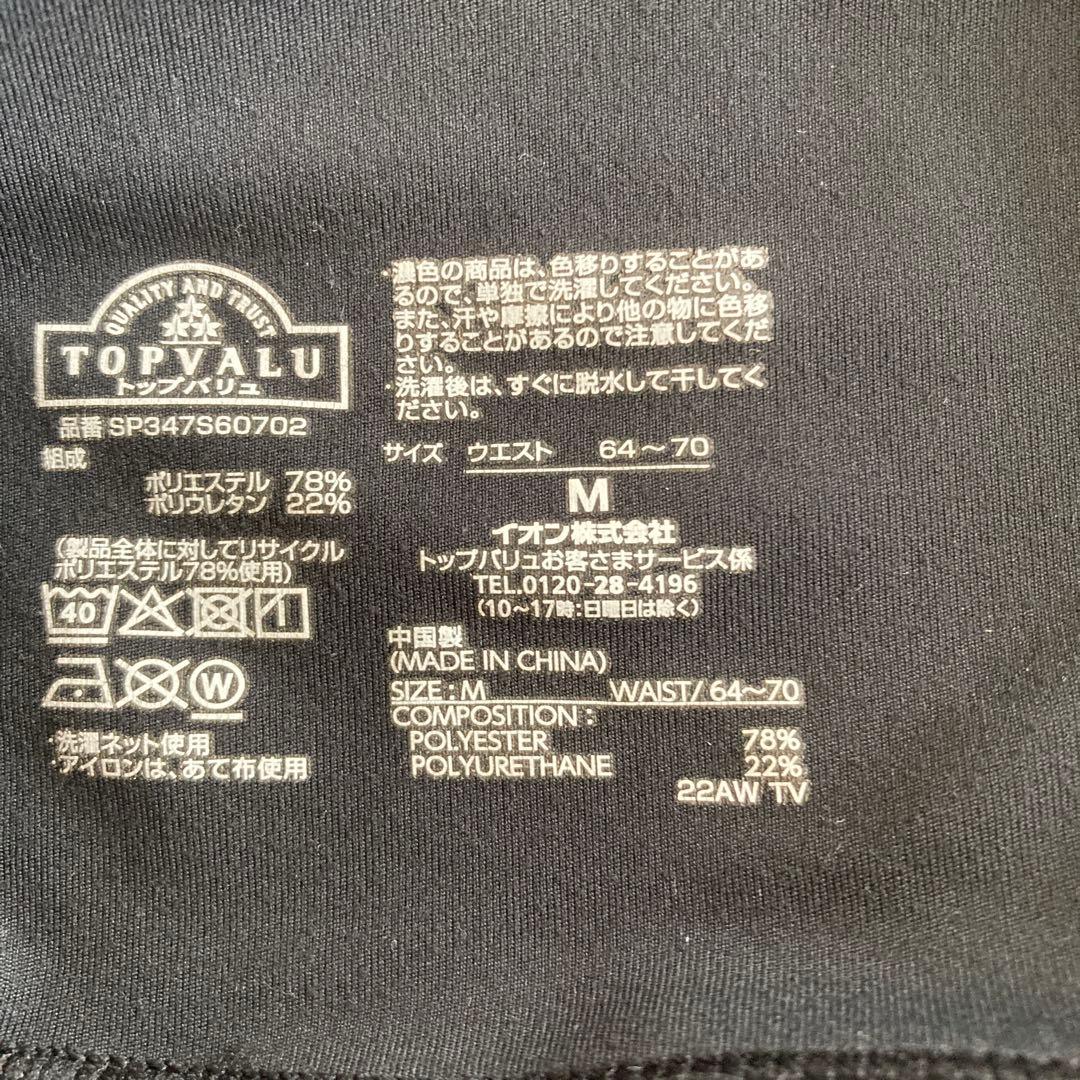 QUALITY AND TRUST
TOPVALU
トップバリュ
品番 SP347S60702
組成
ポリエステル 78%
ポリウレタン 22%
(製品全体に対してリサイクル
ポリエステル78%使用)
40
W
・洗濯ネット使用
・アイロンは、あて布使用
・濃色の商品は、色移りすることがあ
るので、単独で洗濯してください。
また、汗や摩擦により他の物に色移
りすることがあるので注意してくだ
さい。
・洗濯後は、すぐに脱水して干してく
ださい。
サイズ ウエスト 64～70
M
イオン株式会社
トップバリュお客さまサービス係
TEL.0120-28-4196
(10～17時:日曜日は除く)
中国製
(MADE IN CHINA)
SIZE : M WAIST/ 64～70
COMPOSITION :
POLYESTER 78%
POLYURETHANE 22%
22AW TV